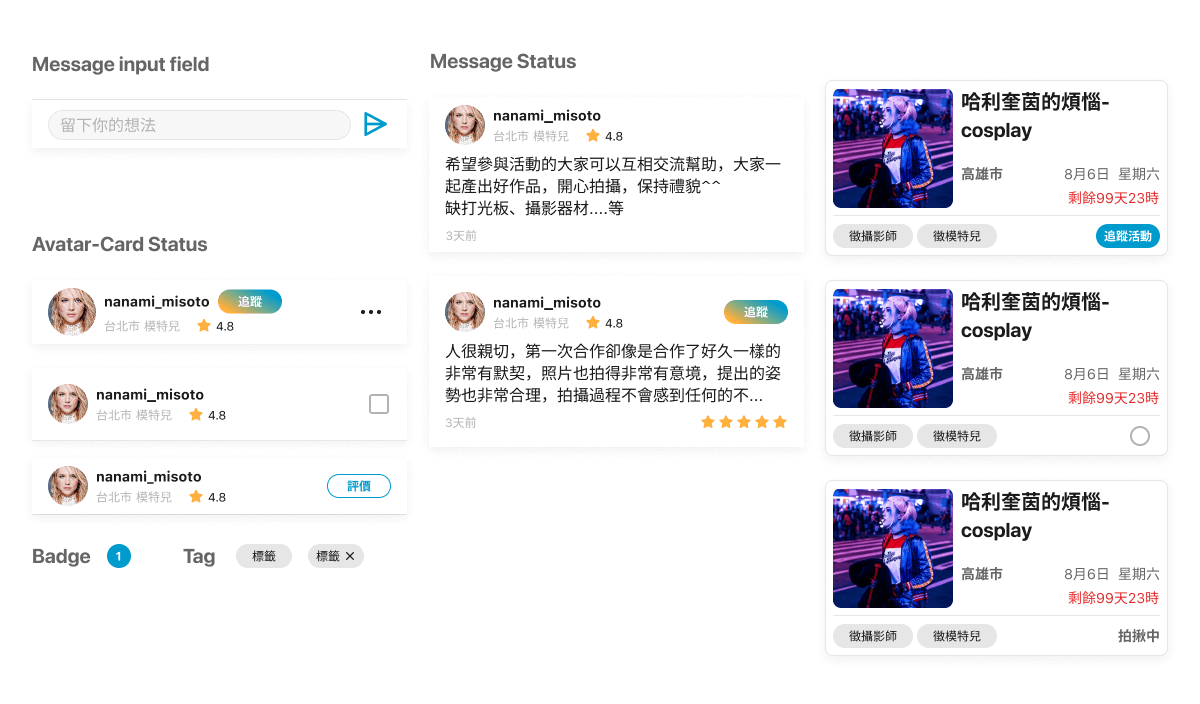 Message input field
留下你的想法
Avatar-Card Status
nanami_misoto 追蹤
台北市 模特兒 4.8
nanami_misoto
台北市 模特兒 4.8
nanami_misoto
台北市 模特兒 4.8
評價
Badge 1 Tag 標籤 標籤 ✕
Message Status
nanami_misoto
台北市 模特兒 4.8
希望參與活動的大家可以互相交流幫助，大家一
起產出好作品，開心拍攝，保持禮貌^^
缺打光板、攝影器材....等
3天前
nanami_misoto
台北市 模特兒 4.8
追蹤
人很親切，第一次合作卻像是合作了好久一樣的
非常有默契，照片也拍得非常有意境，提出的姿
勢也非常合理，拍攝過程不會感到任何的不...
3天前
哈利奎茵的煩惱-
cosplay
高雄市 8月6日 星期六
剩餘99天23時
徵攝影師 徵模特兒 追蹤活動
哈利奎茵的煩惱-
cosplay
高雄市 8月6日 星期六
剩餘99天23時
徵攝影師 徵模特兒
哈利奎茵的煩惱-
cosplay
高雄市 8月6日 星期六
剩餘99天23時
徵攝影師 徵模特兒 拍揪中